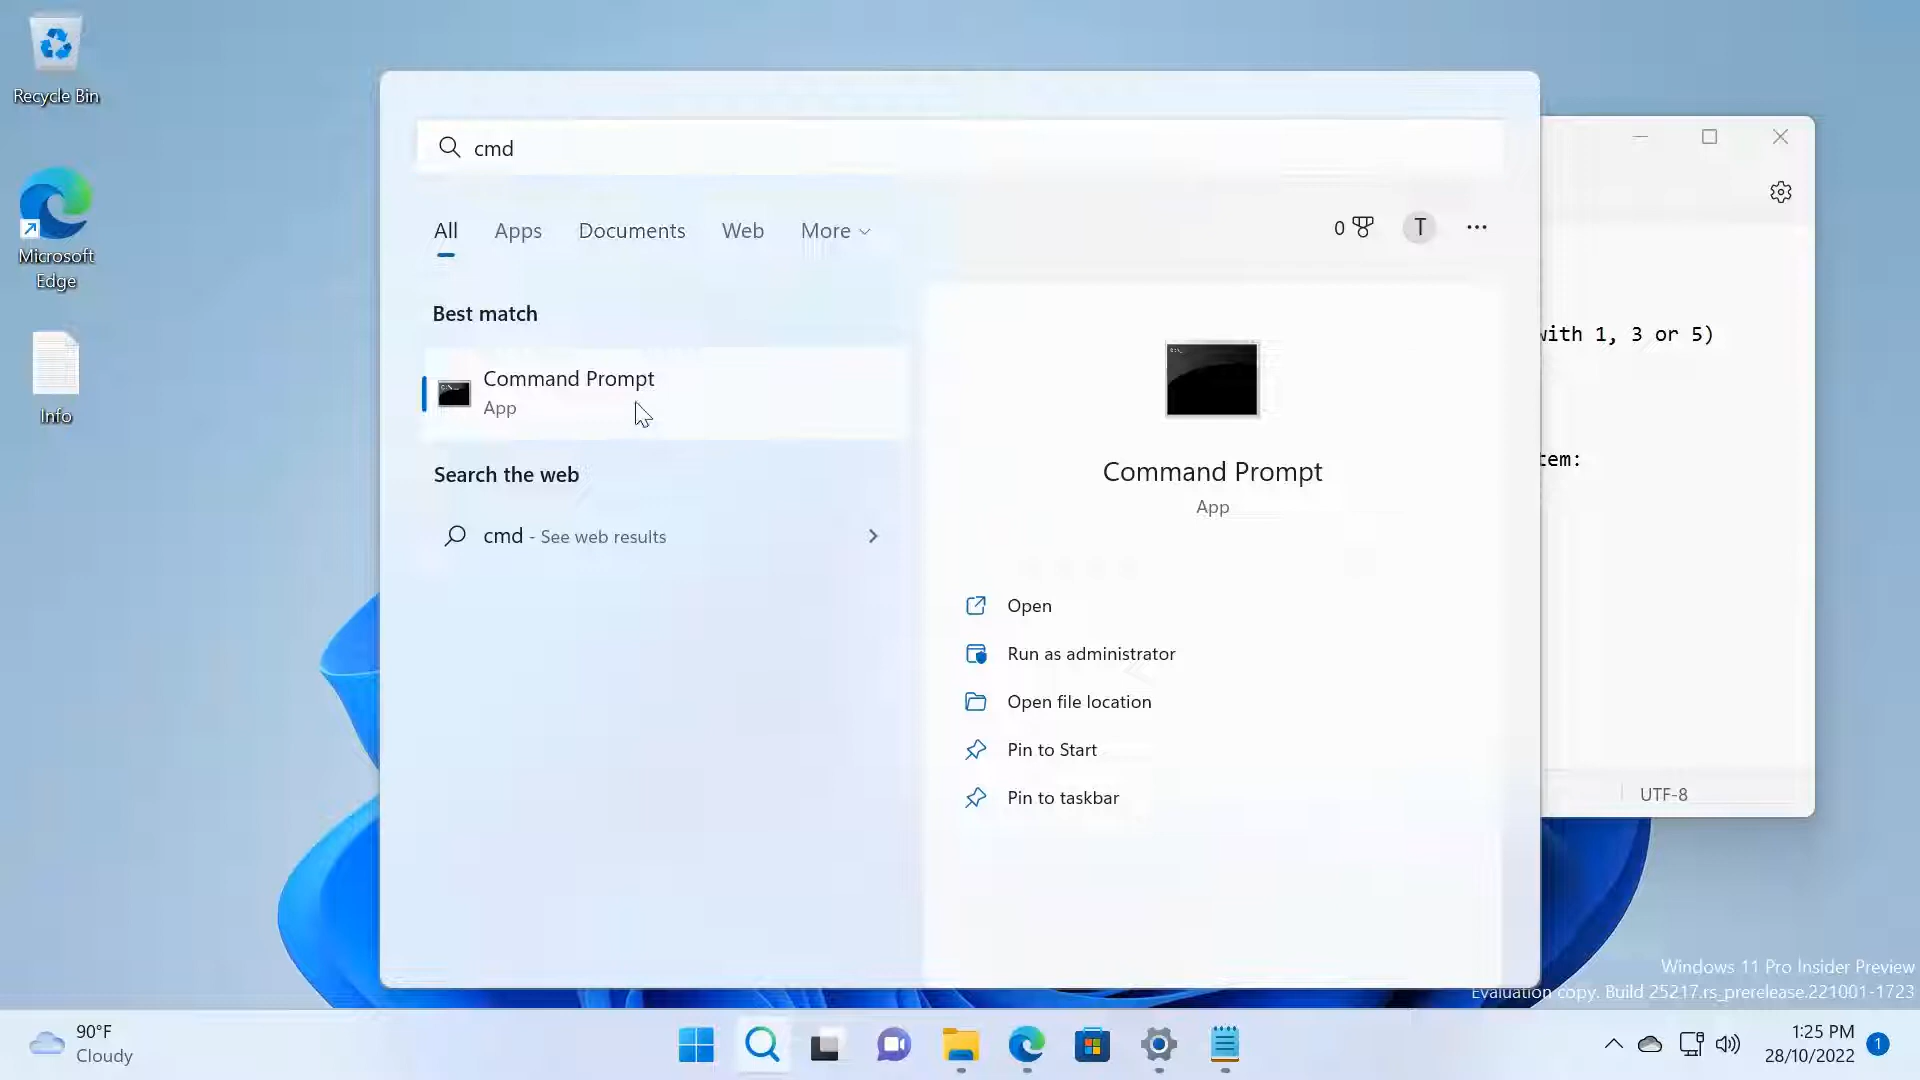 Recycle Bin
Microsoft
Edge
Info
cmd
All Apps Documents Web More
0 T
Best match
Command Prompt
App
Search the web
cmd - See web results
Command Prompt
App
Open
Run as administrator
Open file location
Pin to Start
Pin to taskbar
with 1, 3 or 5)
tem:
UTF-8
Windows 11 Pro Insider Preview
Evaluation copy. Build 25217.rs_prerelease.221001-1723
90°F
Cloudy
1:25 PM
28/10/2022
1